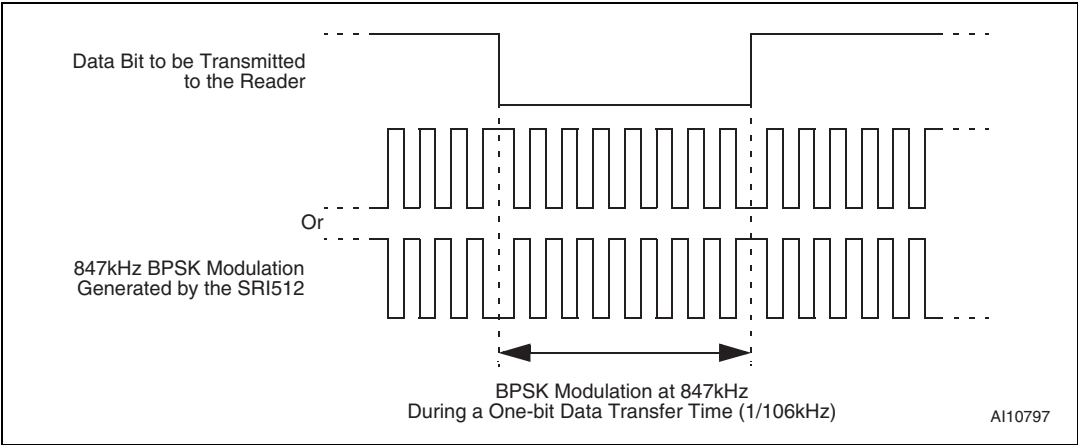 Data Bit to be Transmitted
to the Reader
Or
847kHz BPSK Modulation
Generated by the SRI512
BPSK Modulation at 847kHz
During a One-bit Data Transfer Time (1/106kHz)
AI10797